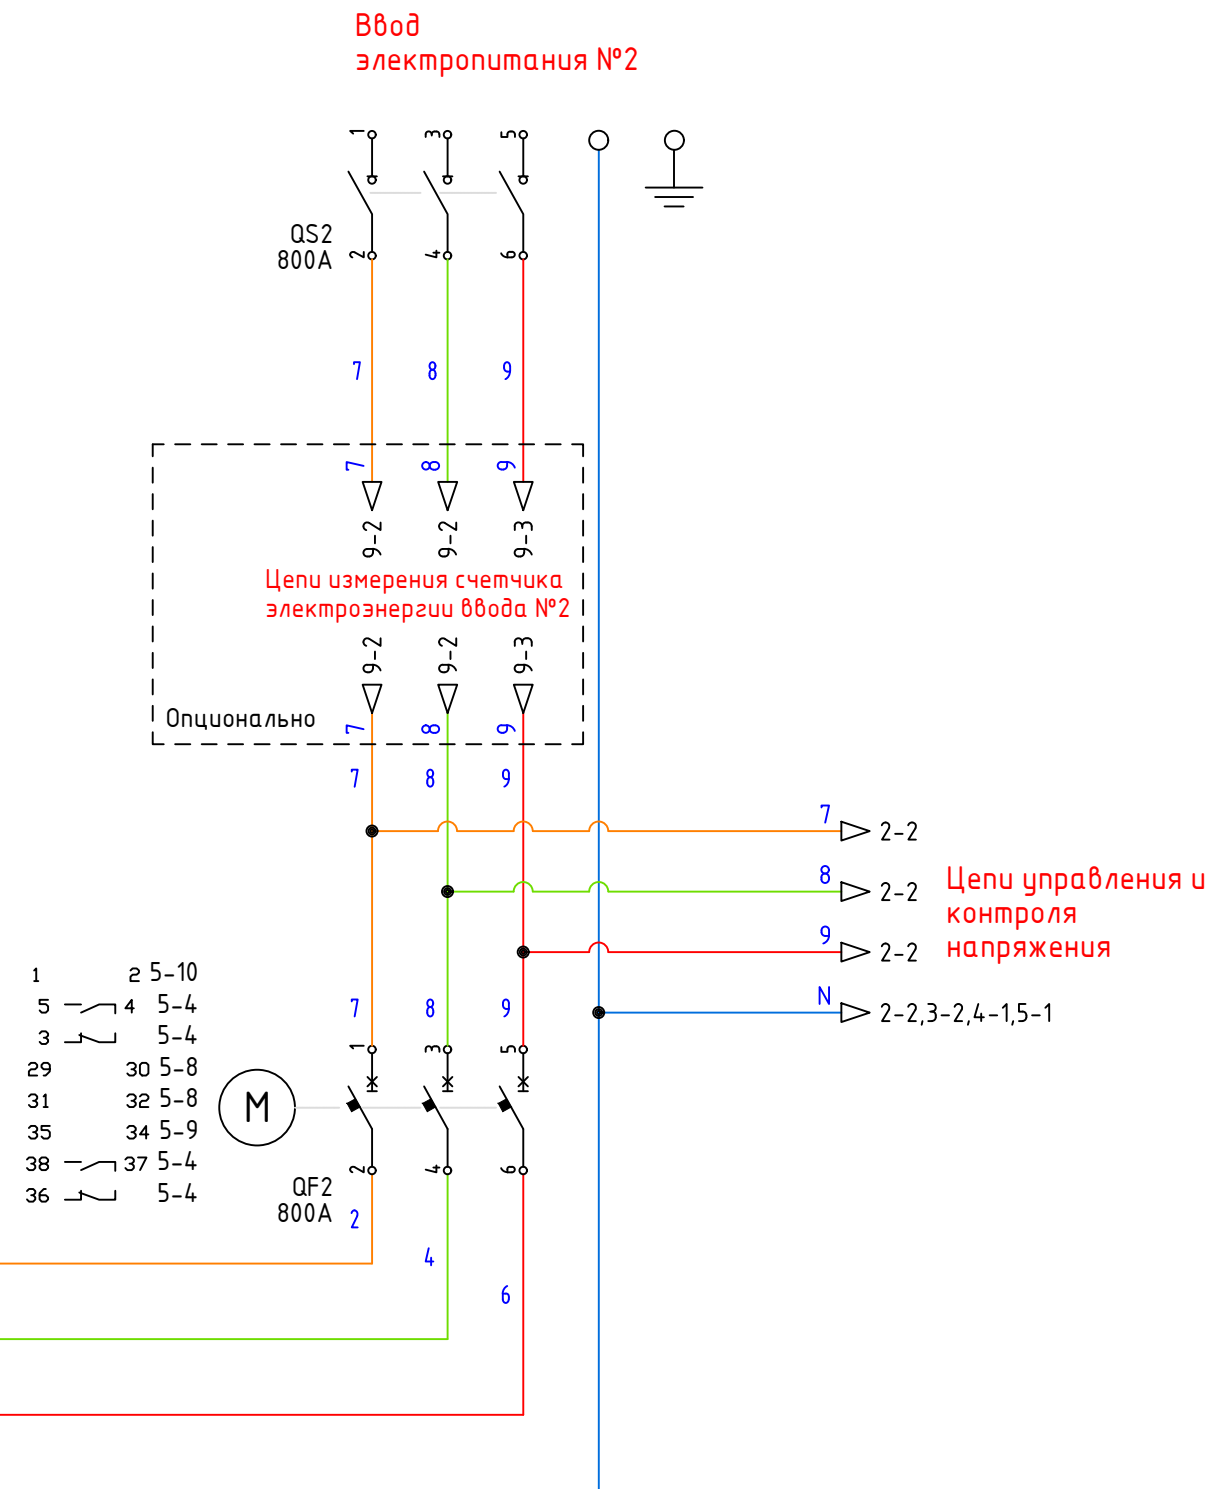 Ввод
электропитания №2
1 3 5
QS2
800А
2 4 6
7 8 9
7 8 9
9-2 9-2 9-3
Цепи измерения счетчика
электроэнергии ввода №2
9-2 9-2 9-3
Опционально
7 8 9
7 8 9
7 2-2
8 2-2
9 2-2
Цепи управления и
контроля
напряжения
N 2-2,3-2,4-1,5-1
1 2 5-10
5 4 5-4
3 5-4
29 30 5-8
31 32 5-8
35 34 5-9
38 37 5-4
36 5-4
7 8 9
1 3 5
M
QF2
800А
2 4 6
2
4
6